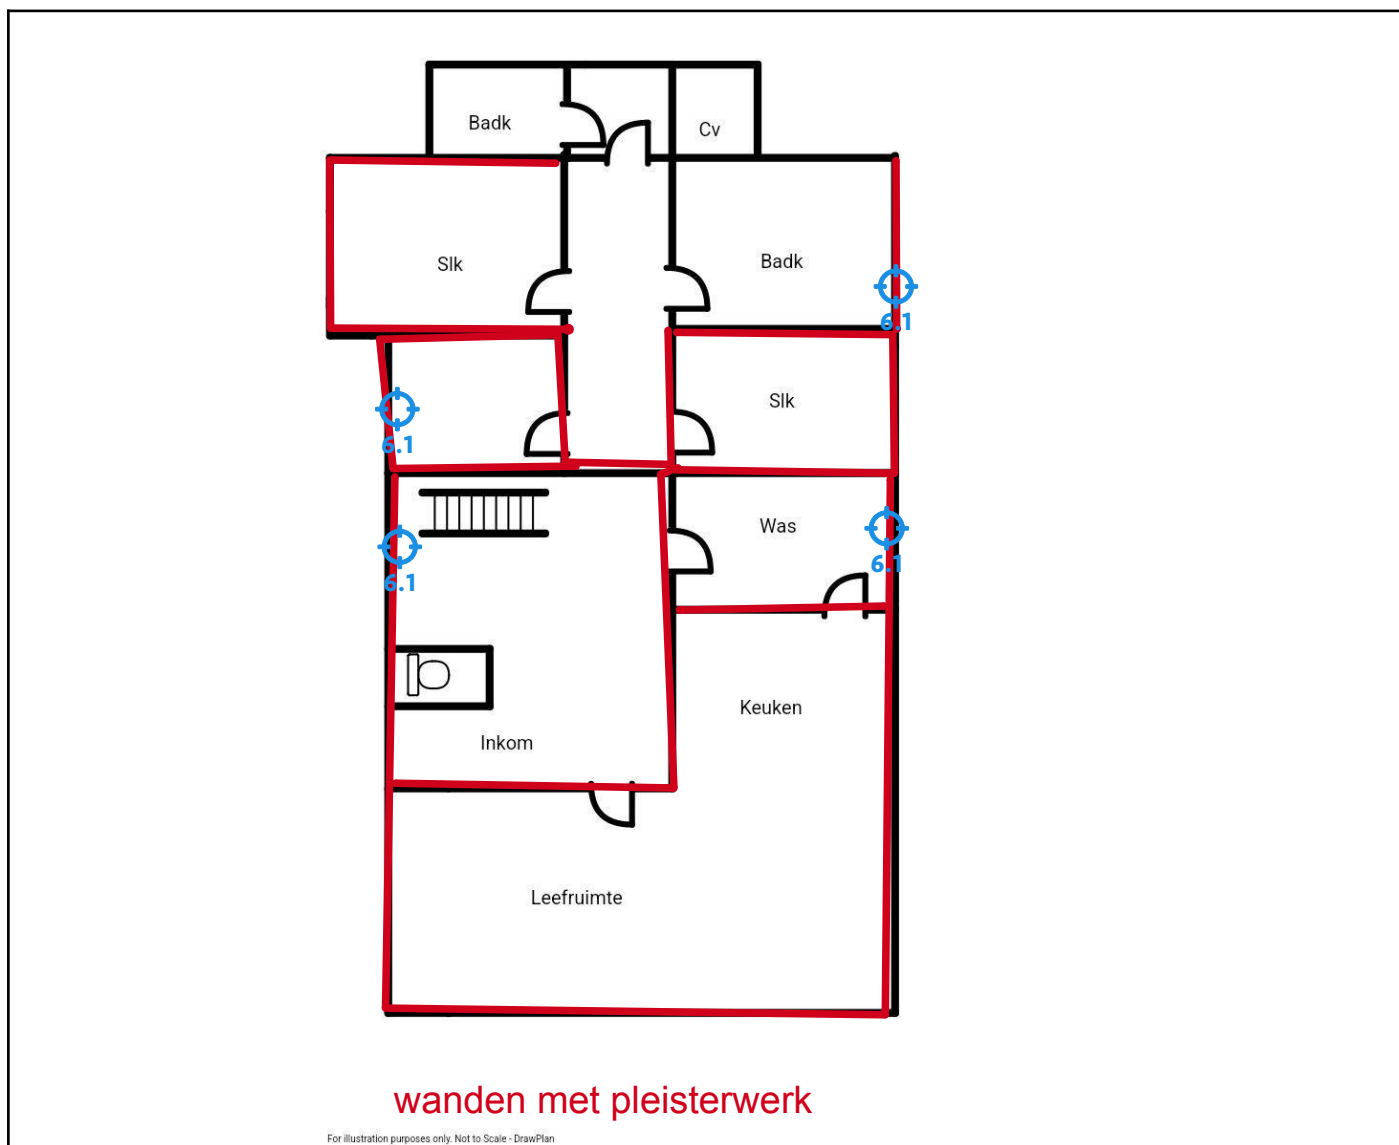 Badk
Cv
Slk
Badk
6.1
Slk
6.1
Was
6.1
6.1
Keuken
Inkom
Leefruimte
wanden met pleisterwerk
For illustration purposes only. Not to Scale - DrawPlan